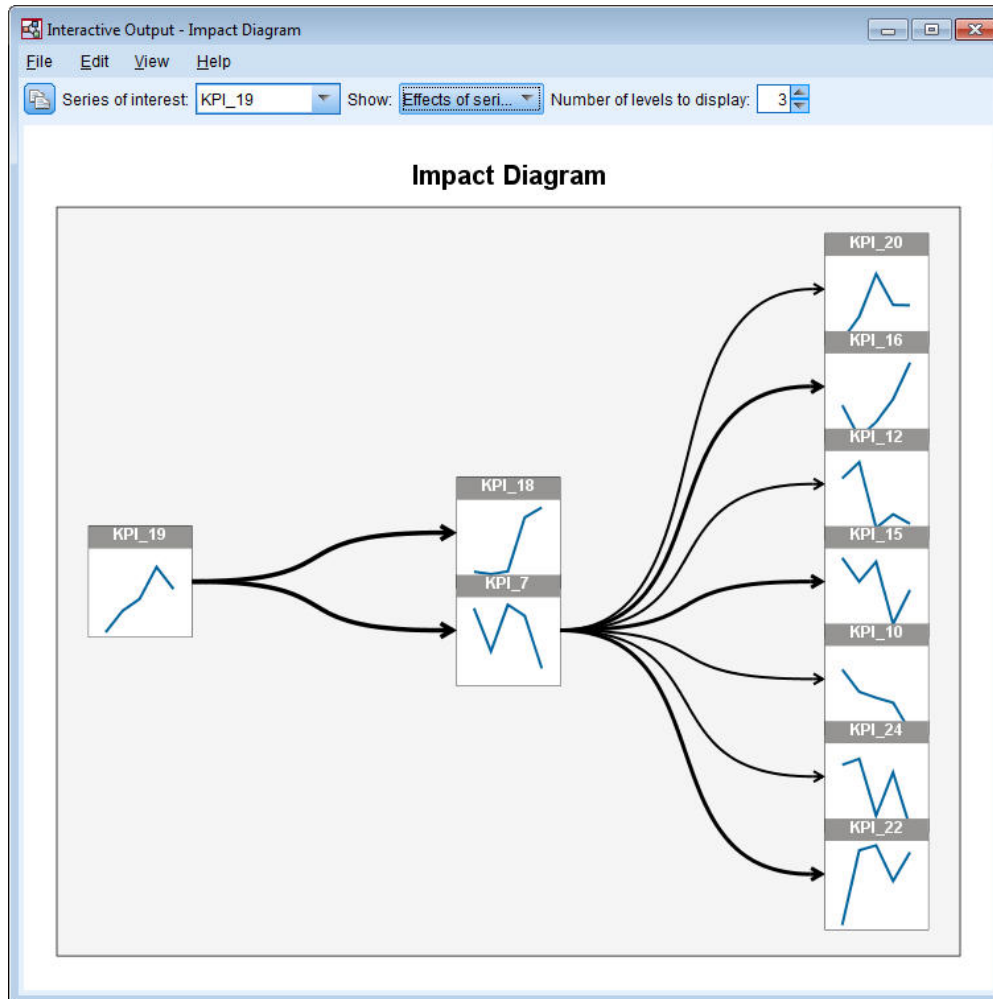 Interactive Output - Impact Diagram
File Edit View Help
Series of interest: KPI_19 Show: Effects of seri... Number of levels to display: 3
Impact Diagram
KPI_20
KPI_16
KPI_12
KPI_18
KPI_19
KPI_15
KPI_7
KPI_10
KPI_24
KPI_22